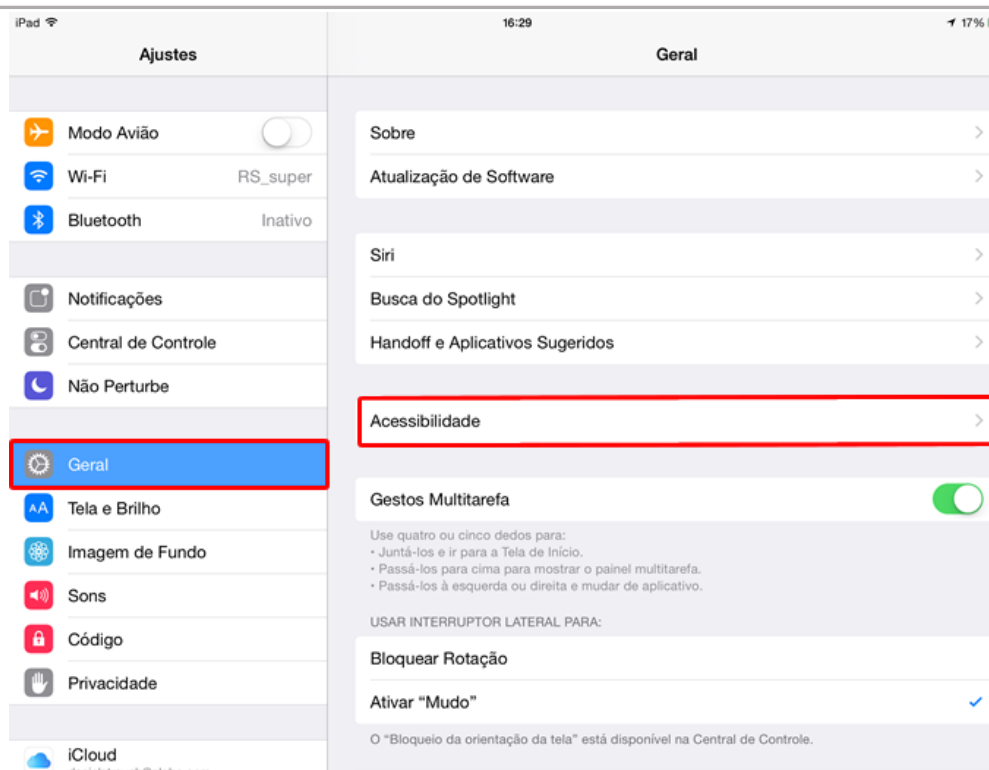 iPad
16:29
17%
Ajustes
Geral
Modo Avião
Wi-Fi
RS_super
Bluetooth
Inativo
Notificações
Central de Controle
Não Perturbe
Geral
Tela e Brilho
Imagem de Fundo
Sons
Código
Privacidade
iCloud
Sobre
Atualização de Software
Siri
Busca do Spotlight
Handoff e Aplicativos Sugeridos
Acessibilidade
Gestos Multitarefa
Use quatro ou cinco dedos para:
• Juntá-los e ir para a Tela de Início.
• Passá-los para cima para mostrar o painel multitarefa.
• Passá-los à esquerda ou direita e mudar de aplicativo.
USAR INTERRUPTOR LATERAL PARA:
Bloquear Rotação
Ativar “Mudo”
O “Bloqueio da orientação da tela” está disponível na Central de Controle.